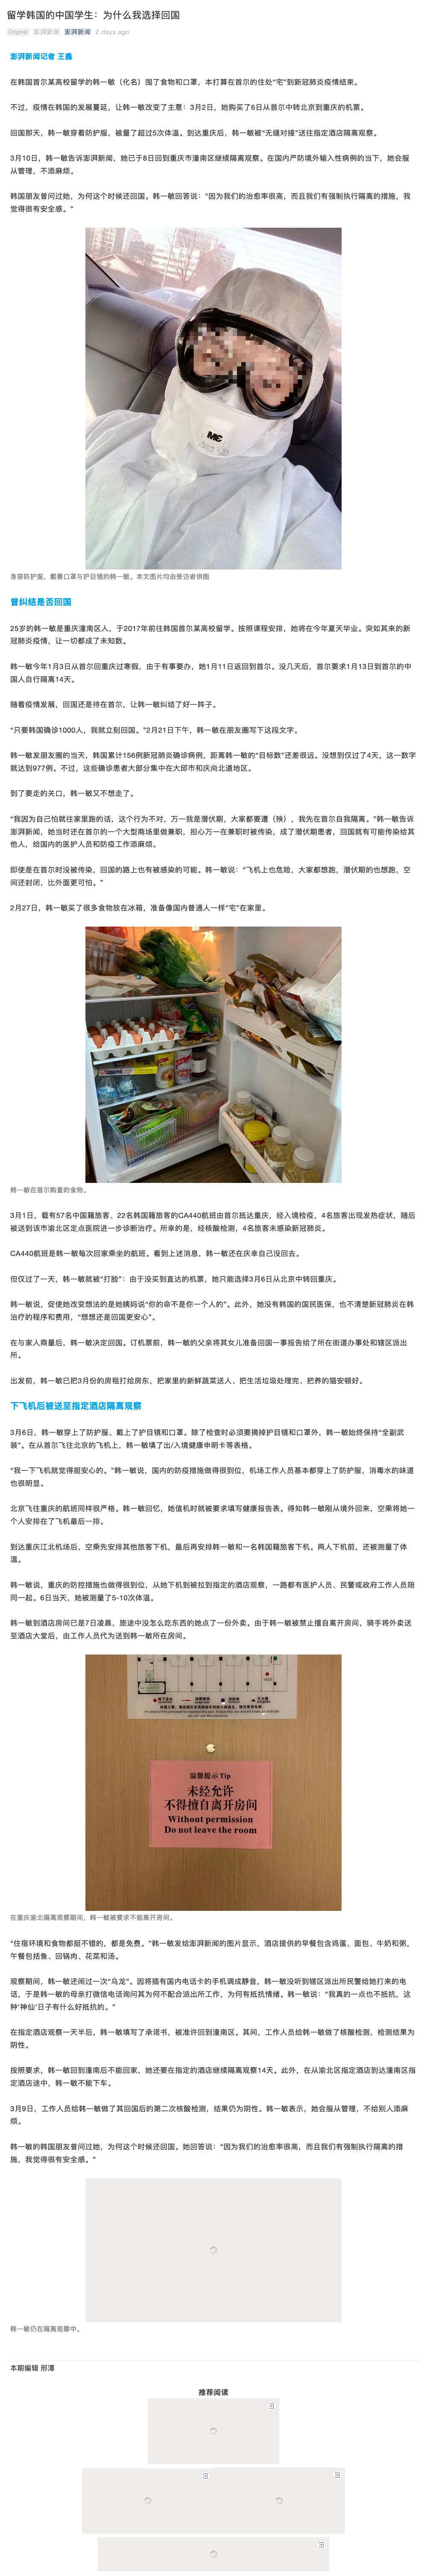 留学韩国的中国学生：为什么我选择回国
Original 澎湃新闻 澎湃新闻 2 days ago
澎湃新闻记者 王鑫
在韩国首尔某高校留学的韩一敏（化名）囤了食物和口罩，本打算在首尔的住处“宅”到新冠肺炎疫情结束。
不过，疫情在韩国的发展蔓延，让韩一敏改变了主意：3月2日，她购买了6日从首尔中转北京到重庆的机票。
回国那天，韩一敏穿着防护服，被量了超过5次体温。到达重庆后，韩一敏被“无缝对接”送往指定酒店隔离观察。
3月10日，韩一敏告诉澎湃新闻，她已于8日回到重庆市潼南区继续隔离观察。在国内严防境外输入性病例的当下，她会服
从管理，不添麻烦。
韩国朋友曾问过她，为何这个时候还回国。韩一敏回答说：“因为我们的治愈率很高，而且我们有强制执行隔离的措施，我
觉得很有安全感。”
身穿防护服，戴着口罩与护目镜的韩一敏。本文图片均由受访者供图
曾纠结是否回国
25岁的韩一敏是重庆潼南区人，于2017年前往韩国首尔某高校留学。按照课程安排，她将在今年夏天毕业。突如其来的新
冠肺炎疫情，让一切都成了未知数。
韩一敏今年1月3日从首尔回重庆过寒假，由于有事要办，她1月11日返回到首尔。没几天后，首尔要求1月13日到首尔的中
国人自行隔离14天。
随着疫情发展，回国还是待在首尔，让韩一敏纠结了好一阵子。
“只要韩国确诊1000人，我就立刻回国。”2月21日下午，韩一敏在朋友圈写下这段文字。
韩一敏发朋友圈的当天，韩国累计156例新冠肺炎确诊病例，距离韩一敏的“目标数”还差很远。没想到仅过了4天，这一数字
就达到977例。不过，这些确诊患者大部分集中在大邱市和庆尚北道地区。
到了要走的关口，韩一敏又不想走了。
“我因为自己怕就往家里跑的话，这个行为不对，万一我是潜伏期，大家都要遭（殃），我先在首尔自我隔离。”韩一敏告诉
澎湃新闻，她当时还在首尔的一个大型商场里做兼职，担心万一在兼职时被传染，成了潜伏期患者，回国就有可能传染给其
他人，给国内的医护人员和防疫工作添麻烦。
即使是在首尔时没被传染，回国的路上也有被感染的可能。韩一敏说：“飞机上也危险，大家都想跑，潜伏期的也想跑，空
间还封闭，比外面更可怕。”
2月27日，韩一敏买了很多食物放在冰箱，准备像国内普通人一样“宅”在家里。
韩一敏在首尔购置的食物。
3月1日，载有57名中国籍旅客、22名韩国籍旅客的CA440航班由首尔抵达重庆，经入境检疫，4名旅客出现发热症状，随后
被送到该市渝北区定点医院进一步诊断治疗。所幸的是，经核酸检测，4名旅客未感染新冠肺炎。
CA440航班是韩一敏每次回家乘坐的航班。看到上述消息，韩一敏还在庆幸自己没回去。
但仅过了一天，韩一敏就被“打脸”：由于没买到直达的机票，她只能选择3月6日从北京中转回重庆。
韩一敏说，促使她改变想法的是她姨妈说“你的命不是你一个人的”。此外，她没有韩国的国民医保，也不清楚新冠肺炎在韩
治疗的程序和费用，“想想还是回国更安心”。
在与家人商量后，韩一敏决定回国。订机票前，韩一敏的父亲将其女儿准备回国一事报告给了所在街道办事处和辖区派出
所。
出发前，韩一敏已把3月份的房租打给房东，把家里的新鲜蔬菜送人、把生活垃圾处理完、把养的猫安顿好。
下飞机后被送至指定酒店隔离观察
3月6日，韩一敏穿上了防护服、戴上了护目镜和口罩。除了检查时必须要摘掉护目镜和口罩外，韩一敏始终保持“全副武
装”。在从首尔飞往北京的飞机上，韩一敏填了出/入境健康申明卡等表格。
“我一下飞机就觉得挺安心的。”韩一敏说，国内的防疫措施做得很到位，机场工作人员基本都穿上了防护服，消毒水的味道
也很明显。
北京飞往重庆的航班同样很严格。韩一敏回忆，她值机时就被要求填写健康报告表。得知韩一敏刚从境外回来，空乘将她一
个人安排在了飞机最后一排。
到达重庆江北机场后，空乘先安排其他旅客下机，最后再安排韩一敏和一名韩国籍旅客下机。两人下机前，还被测量了体
温。
韩一敏说，重庆的防控措施也做得很到位，从她下机到被拉到指定的酒店观察，一路都有医护人员、民警或政府工作人员陪
同一起。6日当天，她被测量了5-10次体温。
韩一敏到酒店房间已是7日凌晨，旅途中没怎么吃东西的她点了一份外卖。由于韩一敏被禁止擅自离开房间，骑手将外卖送
至酒店大堂后，由工作人员代为送到韩一敏所在房间。
温馨提示 Tip
未经允许
不得擅自离开房间
Without permission
Do not leave the room
在重庆渝北隔离观察期间，韩一敏被要求不能离开房间。
“住宿环境和食物都挺不错的，都是免费。”韩一敏发给澎湃新闻的图片显示，酒店提供的早餐包含鸡蛋、面包、牛奶和粥，
午餐包括鱼、回锅肉、花菜和汤。
观察期间，韩一敏还闹过一次“乌龙”。因将插有国内电话卡的手机调成静音，韩一敏没听到辖区派出所民警给她打来的电
话，于是韩一敏的母亲打微信电话询问其为何不配合派出所工作，为何有抵抗情绪。韩一敏说：“我真的一点也不抵抗，这
种‘神仙’日子有什么好抵抗的。”
在指定酒店观察一天半后，韩一敏填写了承诺书，被准许回到潼南区。其间，工作人员给韩一敏做了核酸检测，检测结果为
阴性。
按照要求，韩一敏回到潼南后不能回家，她还要在指定的酒店继续隔离观察14天。此外，在从渝北区指定酒店到达潼南区指
定酒店途中，韩一敏不能下车。
3月9日，工作人员给韩一敏做了其回国后的第二次核酸检测，结果仍为阴性。韩一敏表示，她会服从管理，不给别人添麻
烦。
韩一敏的韩国朋友曾问过她，为何这个时候还回国。她回答说：“因为我们的治愈率很高，而且我们有强制执行隔离的措
施，我觉得很有安全感。”
韩一敏仍在隔离观察中。
本期编辑 邢潭
推荐阅读